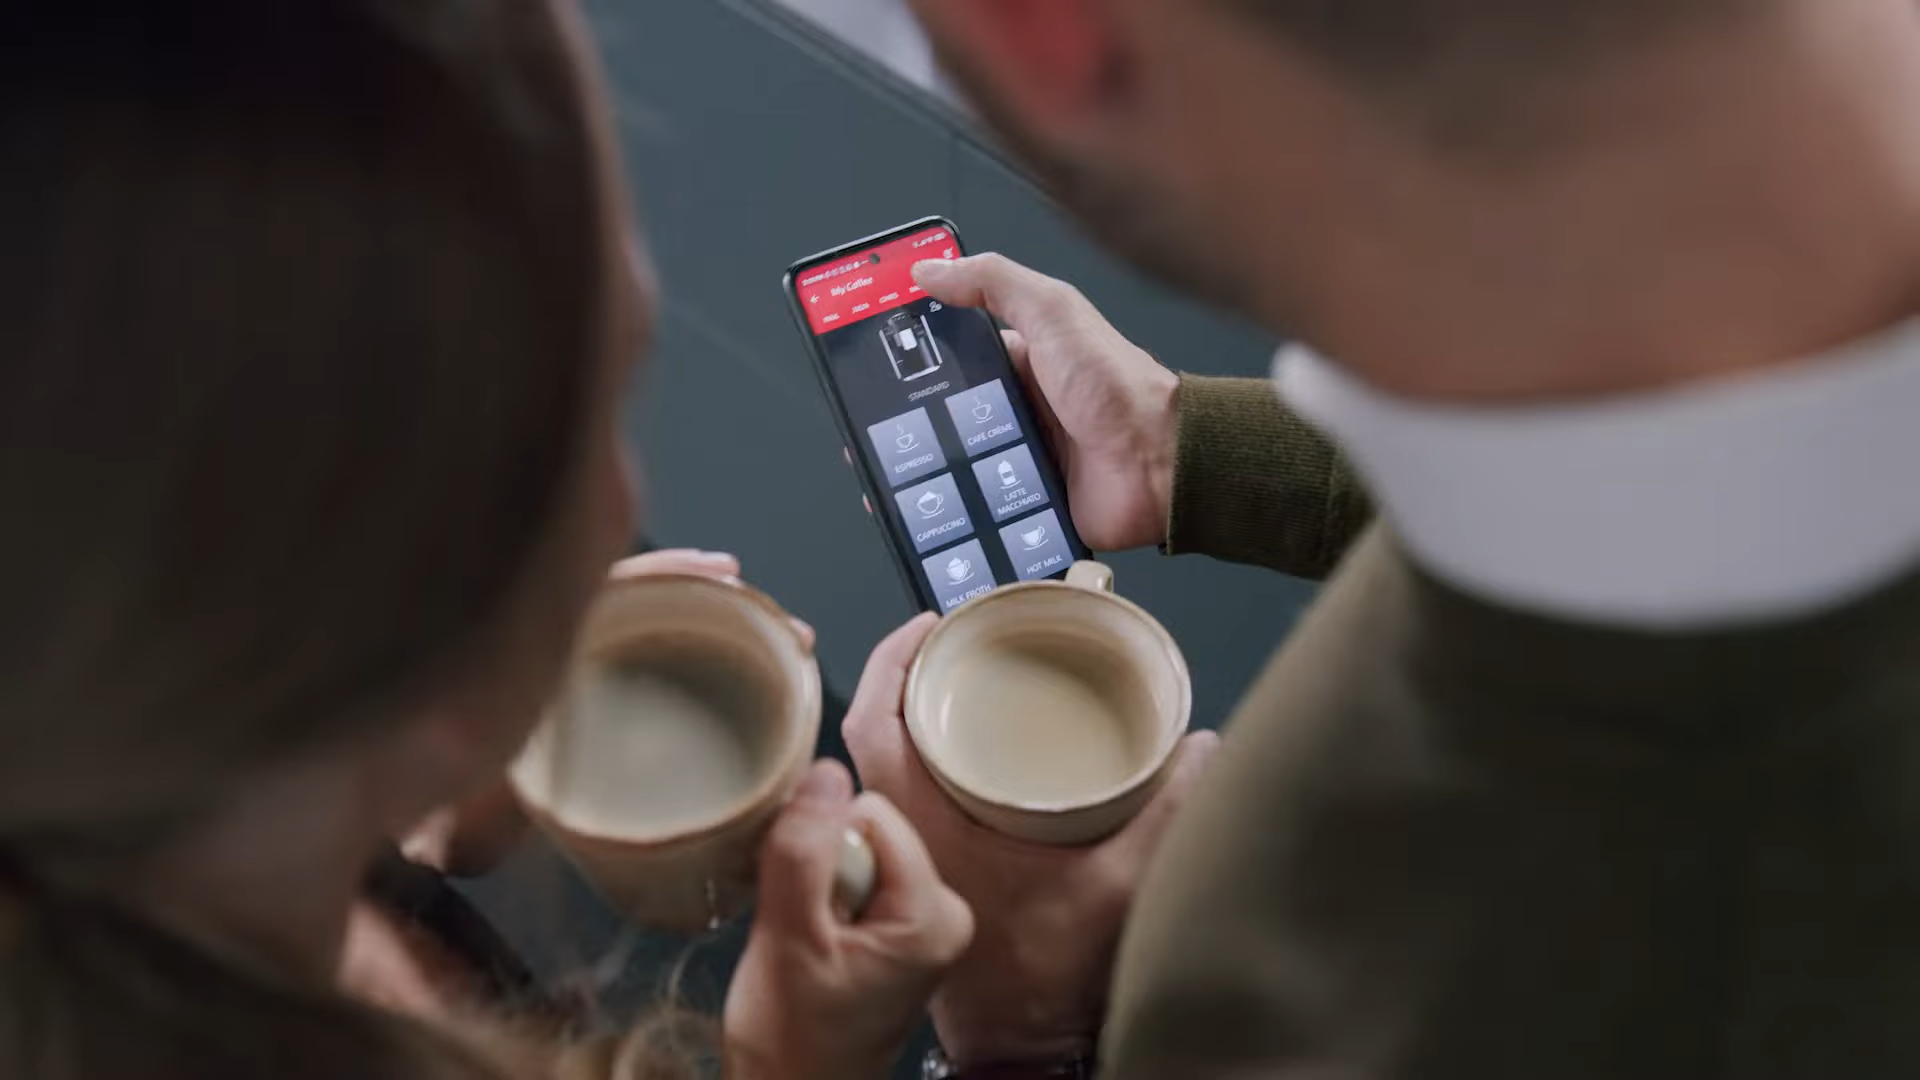 My Coffee
STANDARD
ESPRESSO
CAFE CRÈME
CAPPUCCINO
LATTE
MACCHIATO
MILK FROTH
HOT MILK